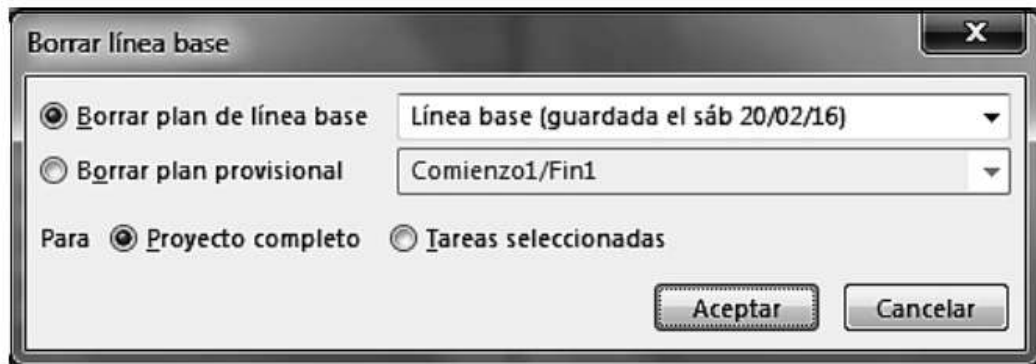 Borrar línea base
Borrar plan de línea base Línea base (guardada el sáb 20/02/16)
Borrar plan provisional Comienzo1/Fin1
Para Proyecto completo Tareas seleccionadas
Aceptar Cancelar